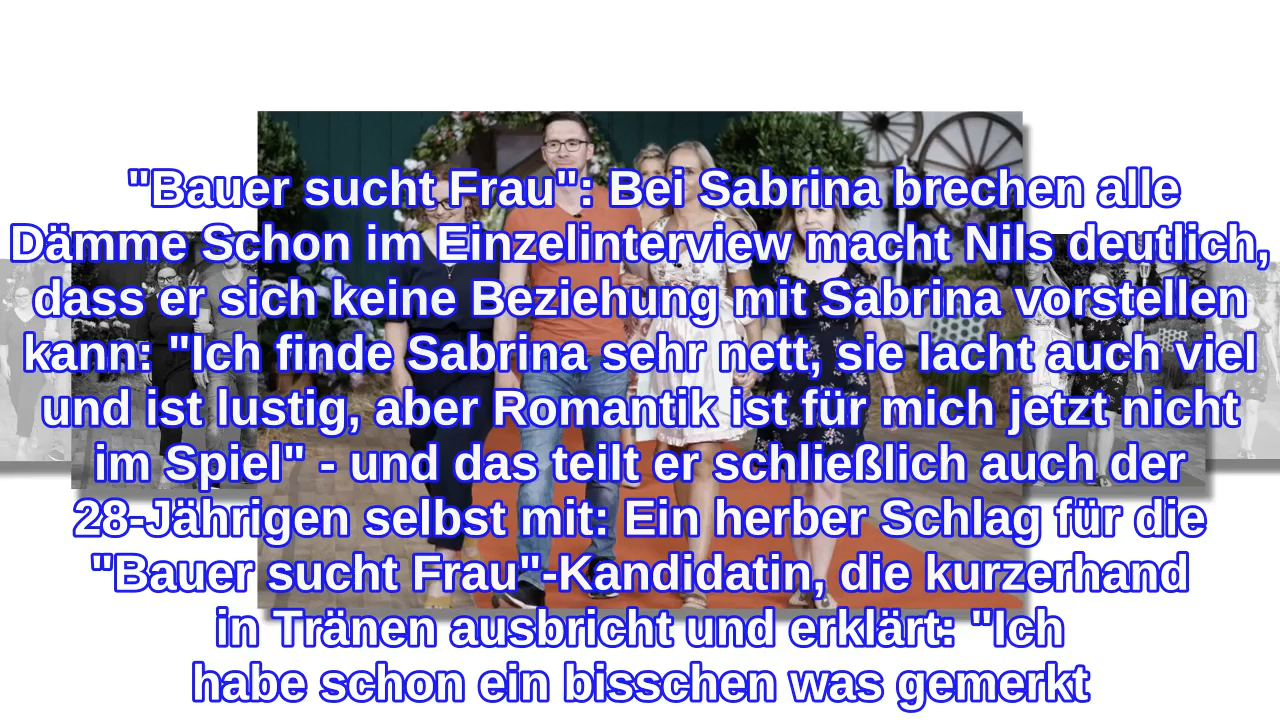 "Bauer sucht Frau": Bei Sabrina brechen alle
Dämme Schon im Einzelinterview macht Nils deutlich,
dass er sich keine Beziehung mit Sabrina vorstellen
kann: "Ich finde Sabrina sehr nett, sie lacht auch viel
und ist lustig, aber Romantik ist für mich jetzt nicht
im Spiel" - und das teilt er schließlich auch der
28-Jährigen selbst mit: Ein herber Schlag für die
"Bauer sucht Frau"-Kandidatin, die kurzerhand
in Tränen ausbricht und erklärt: "Ich
habe schon ein bisschen was gemerkt